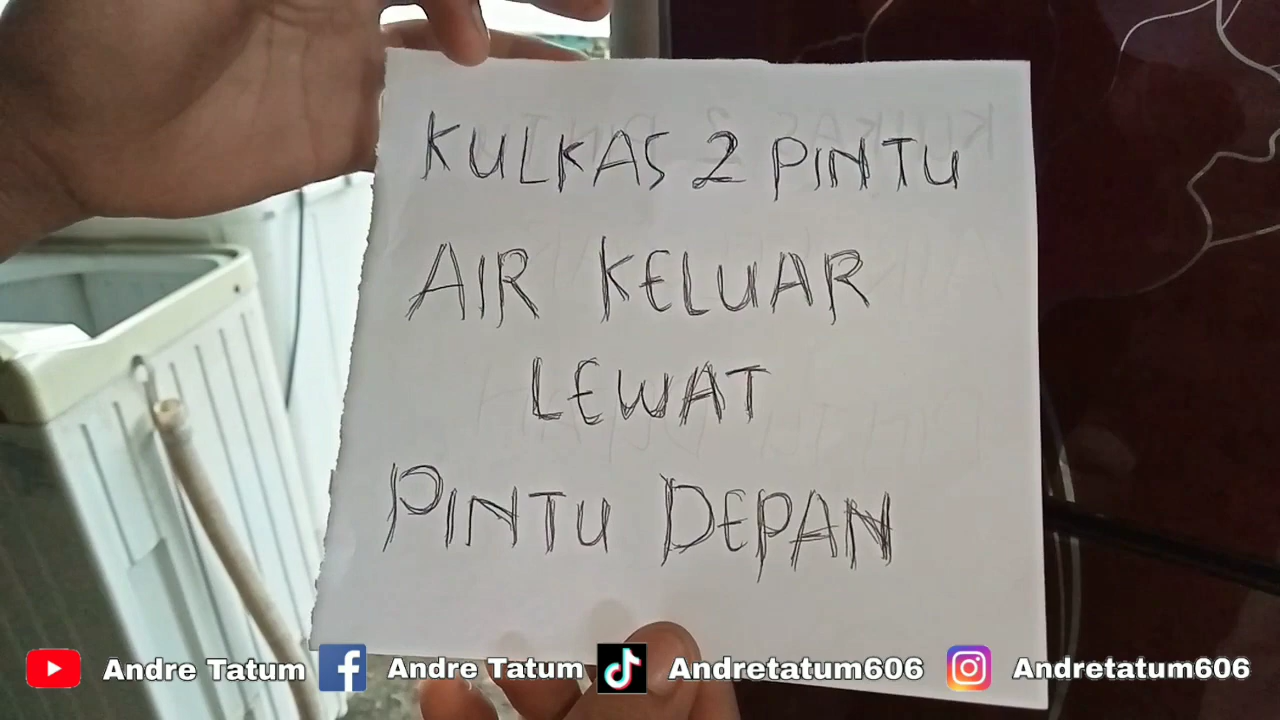 KULKAS 2 PINTU
AIR KELUAR
LEWAT
PINTU DEPAN
Andre Tatum Andre Tatum Andretatum606 Andretatum606